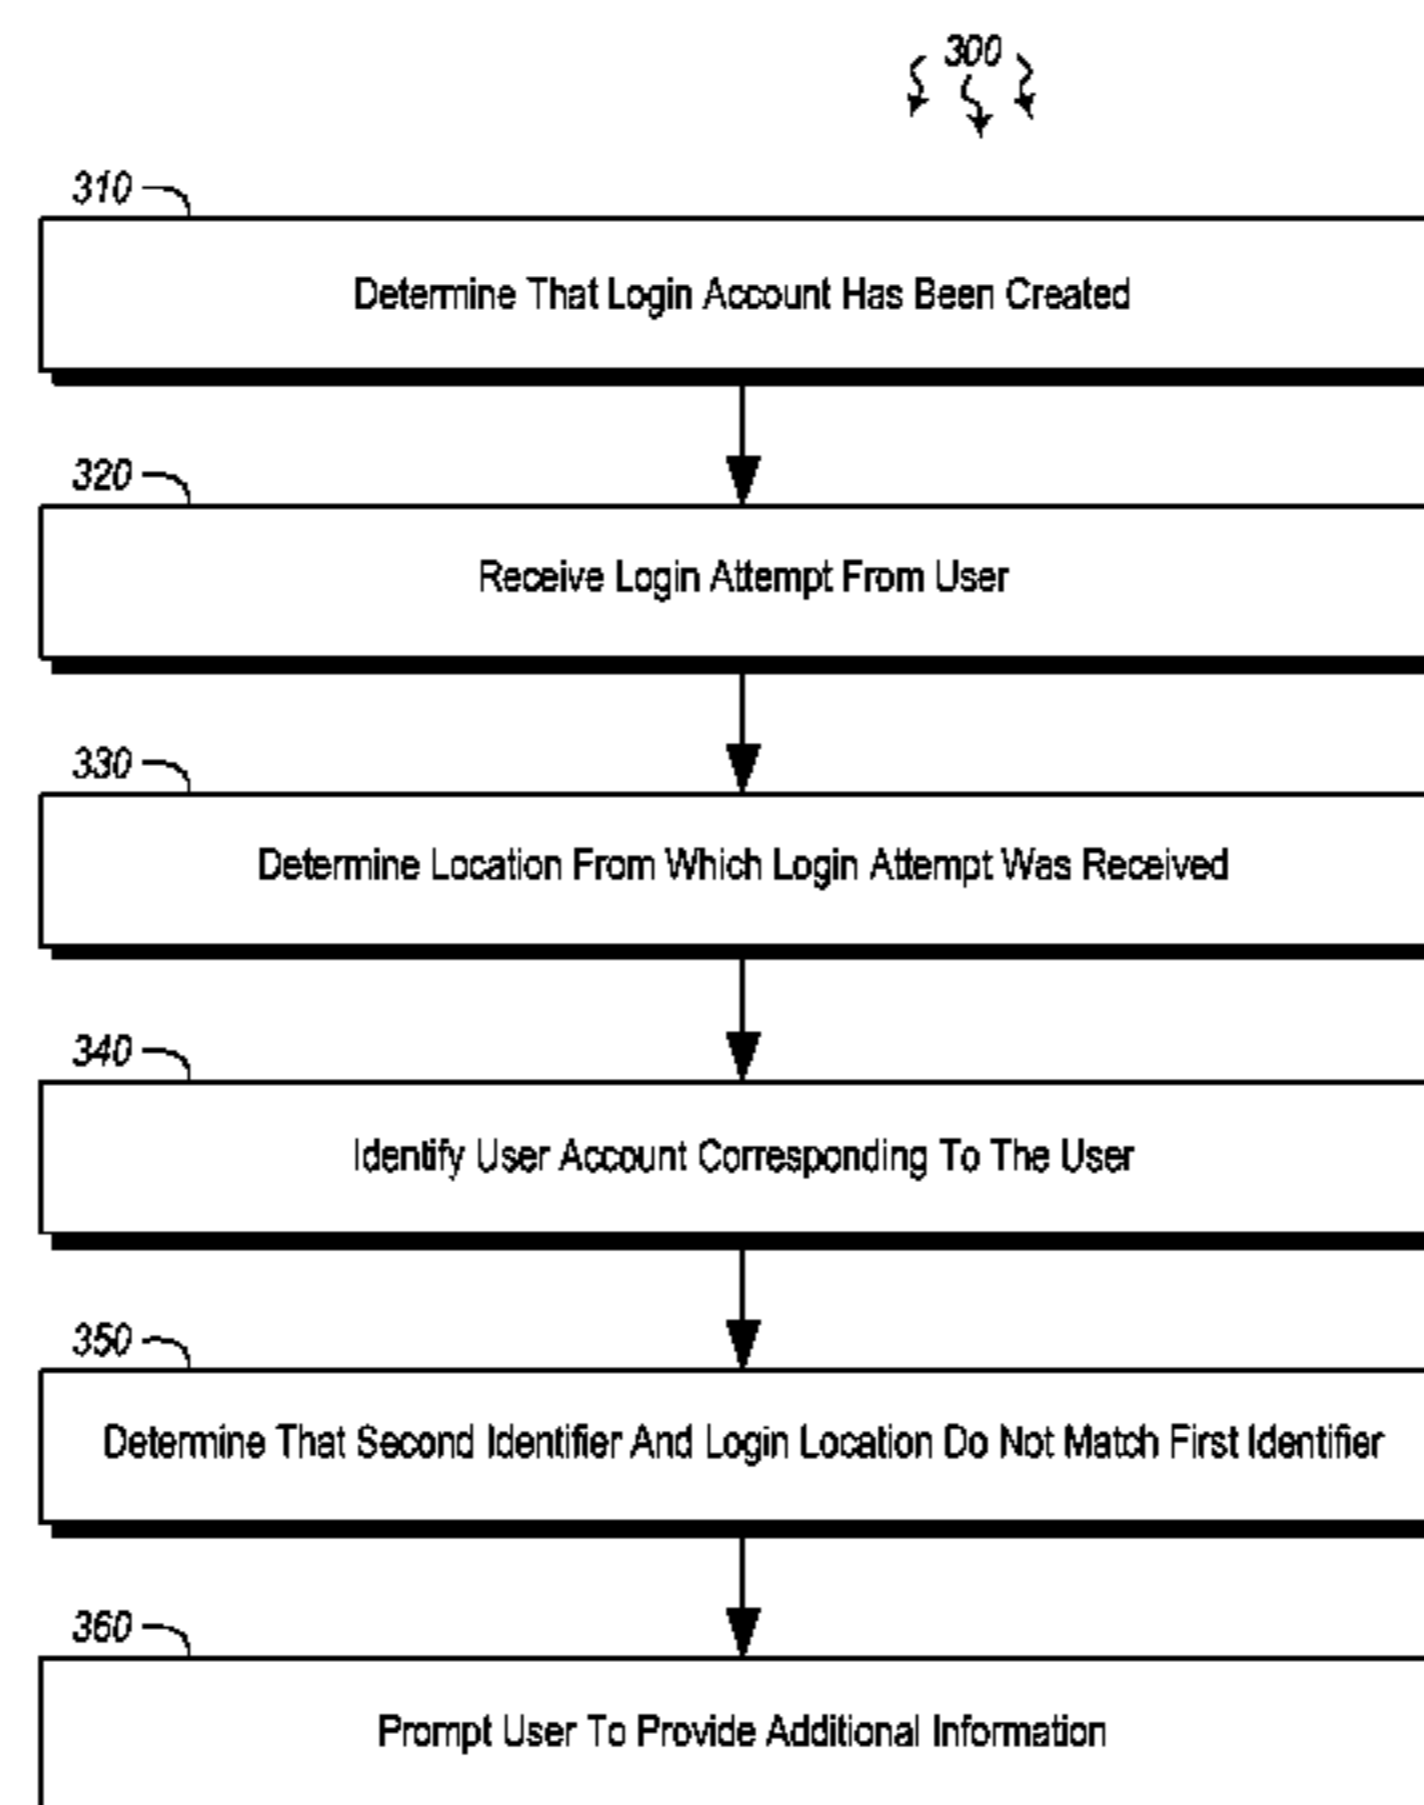 300
310
Determine That Login Account Has Been Created
320
Receive Login Attempt From User
330
Determine Location From Which Login Attempt Was Received
340
Identify User Account Corresponding To The User
350
Determine That Second Identifier And Login Location Do Not Match First Identifier
360
Prompt User To Provide Additional Information